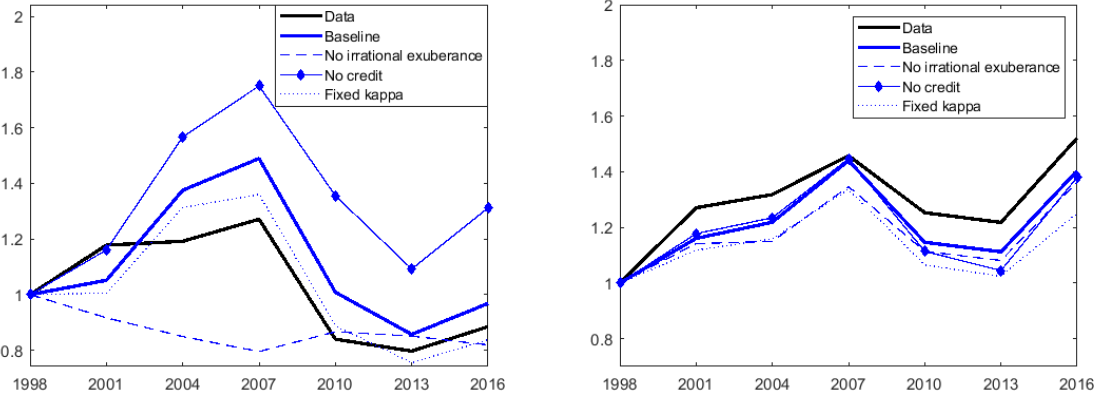 2
1.8
1.6
1.4
1.2
1
0.8
1998 2001 2004 2007 2010 2013 2016
Data
Baseline
No irrational exuberance
No credit
Fixed kappa
2
1.8
1.6
1.4
1.2
1
0.8
1998 2001 2004 2007 2010 2013 2016
Data
Baseline
No irrational exuberance
No credit
Fixed kappa